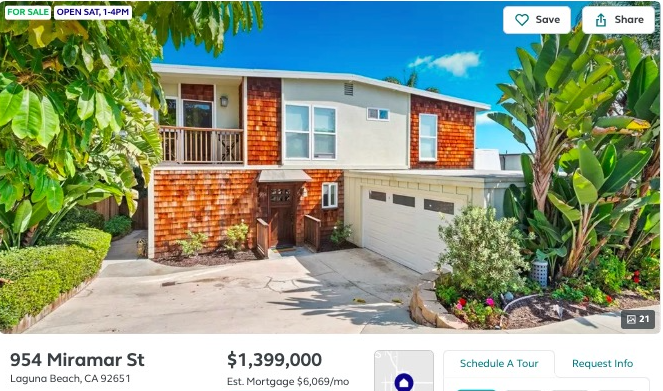 FOR SALE OPEN SAT, 1-4PM
Save Share
21
954 Miramar St $1,399,000
Laguna Beach, CA 92651 Est. Mortgage $6,069/mo
Schedule A Tour Request Info